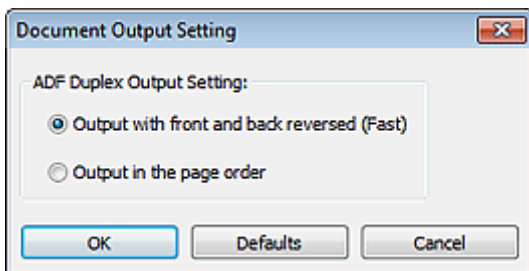 Document Output Setting
ADF Duplex Output Setting:
Output with front and back reversed (Fast)
Output in the page order
OK Defaults Cancel